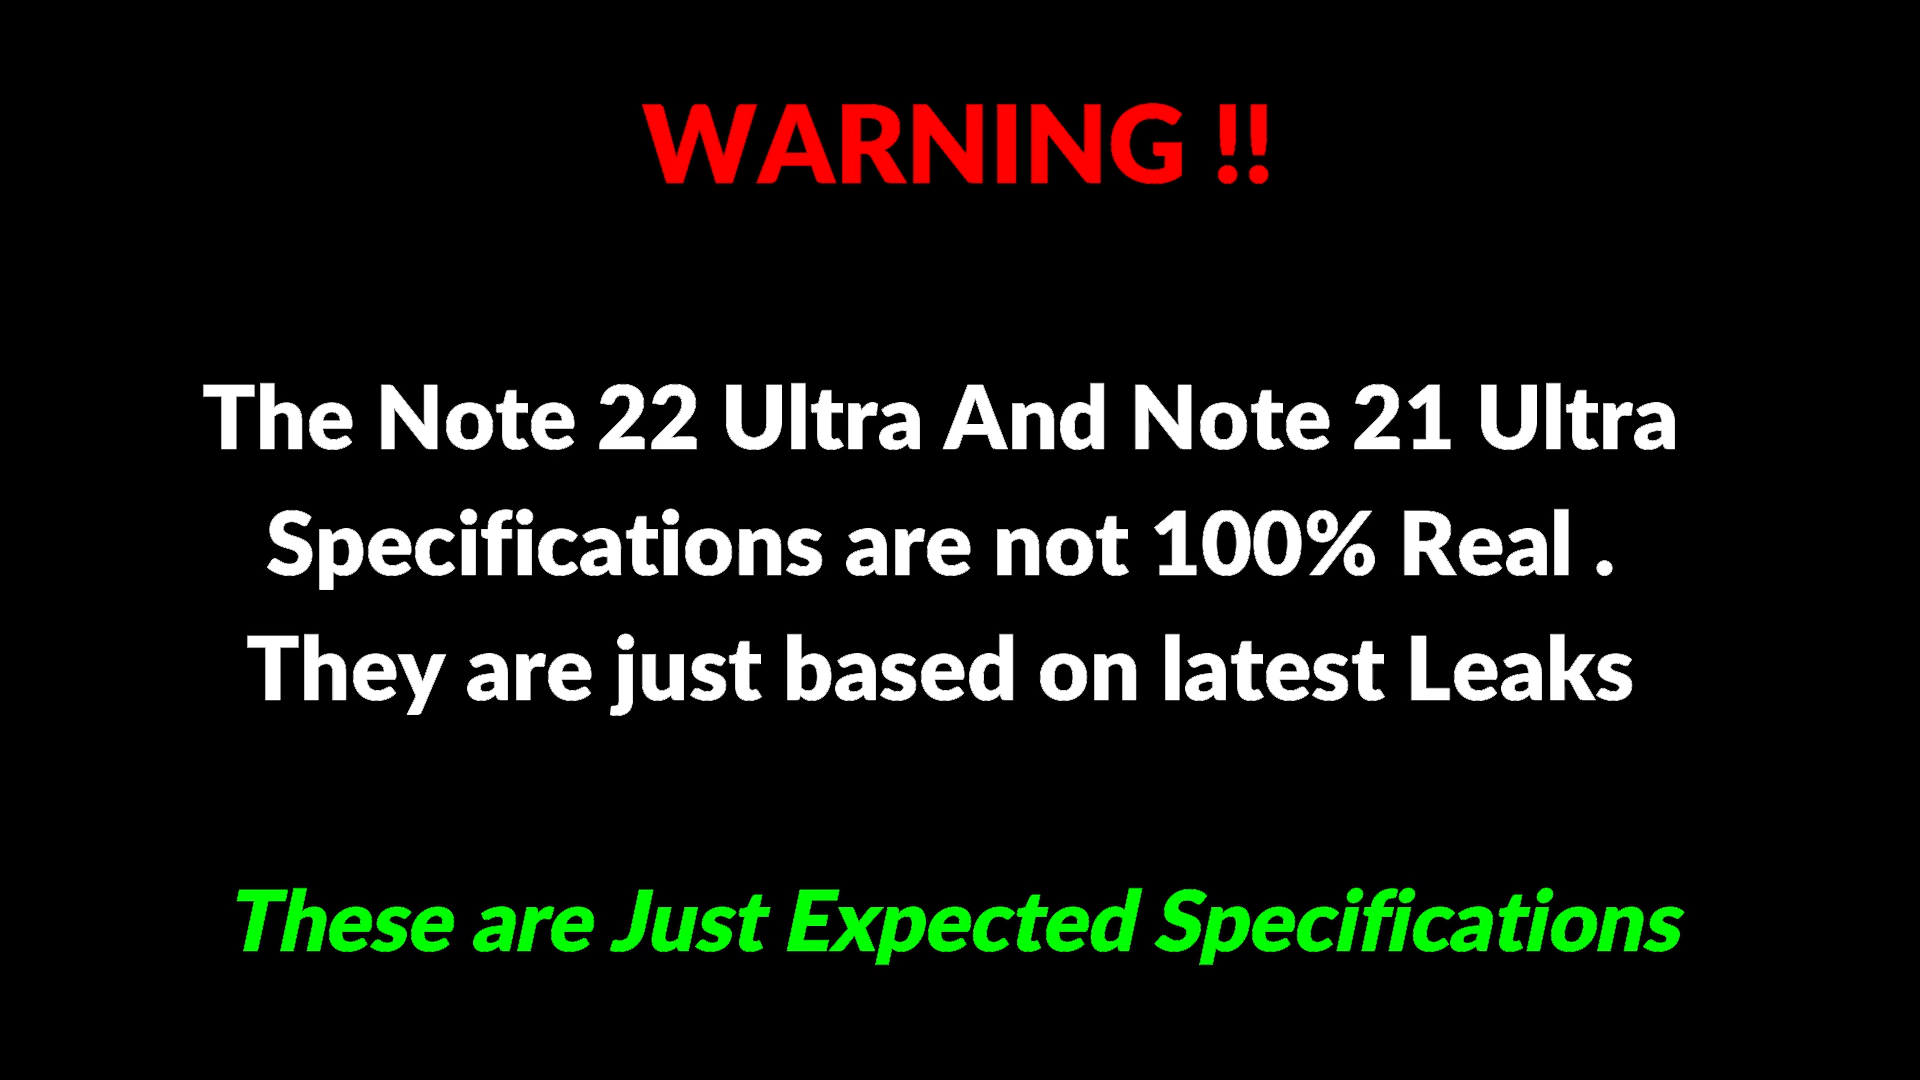 WARNING !!
The Note 22 Ultra And Note 21 Ultra
Specifications are not 100% Real .
They are just based on latest Leaks
These are Just Expected Specifications